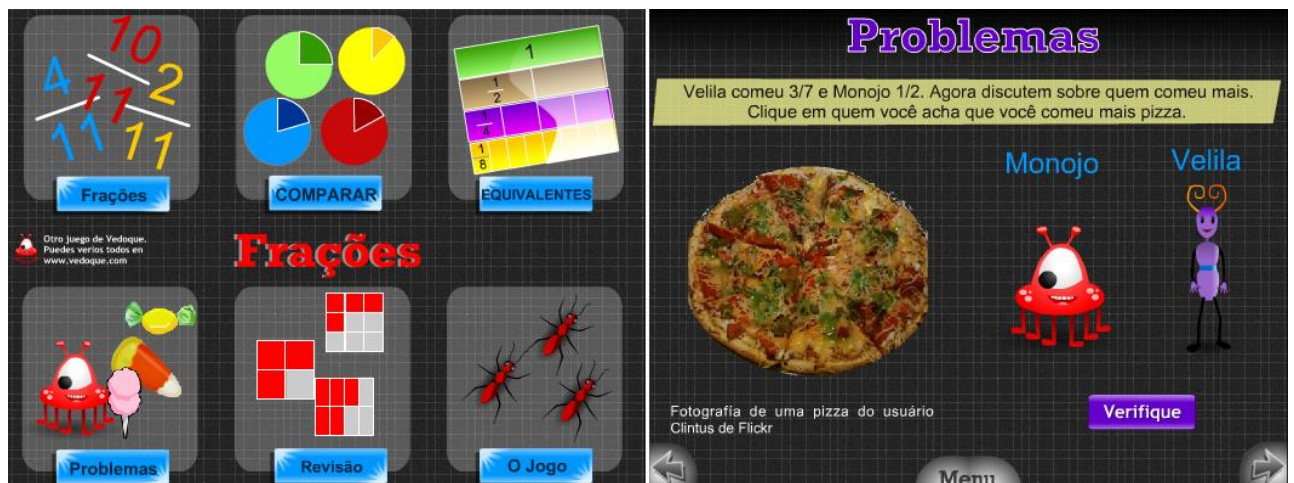 10
4
1
2
11
1
11
Frações
COMPARAR
1
1
2
1
4
1
8
EQUIVALENTES
Otro juego de Vedoque.
Puedes verlos todos en
www.vedoque.com
Frações
Problemas
Revisão
O Jogo
Problemas
Velila comeu 3/7 e Monojo 1/2. Agora discutem sobre quem comeu mais.
Clique em quem você acha que você comeu mais pizza.
Monojo
Velila
Fotografía de uma pizza do usuário
Clintus de Flickr
Verifique
Menu